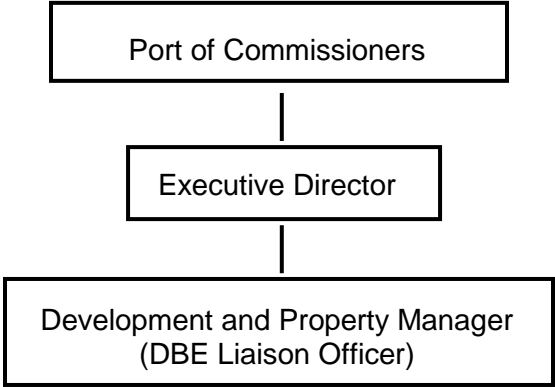 Port of Commissioners
Executive Director
Development and Property Manager
(DBE Liaison Officer)